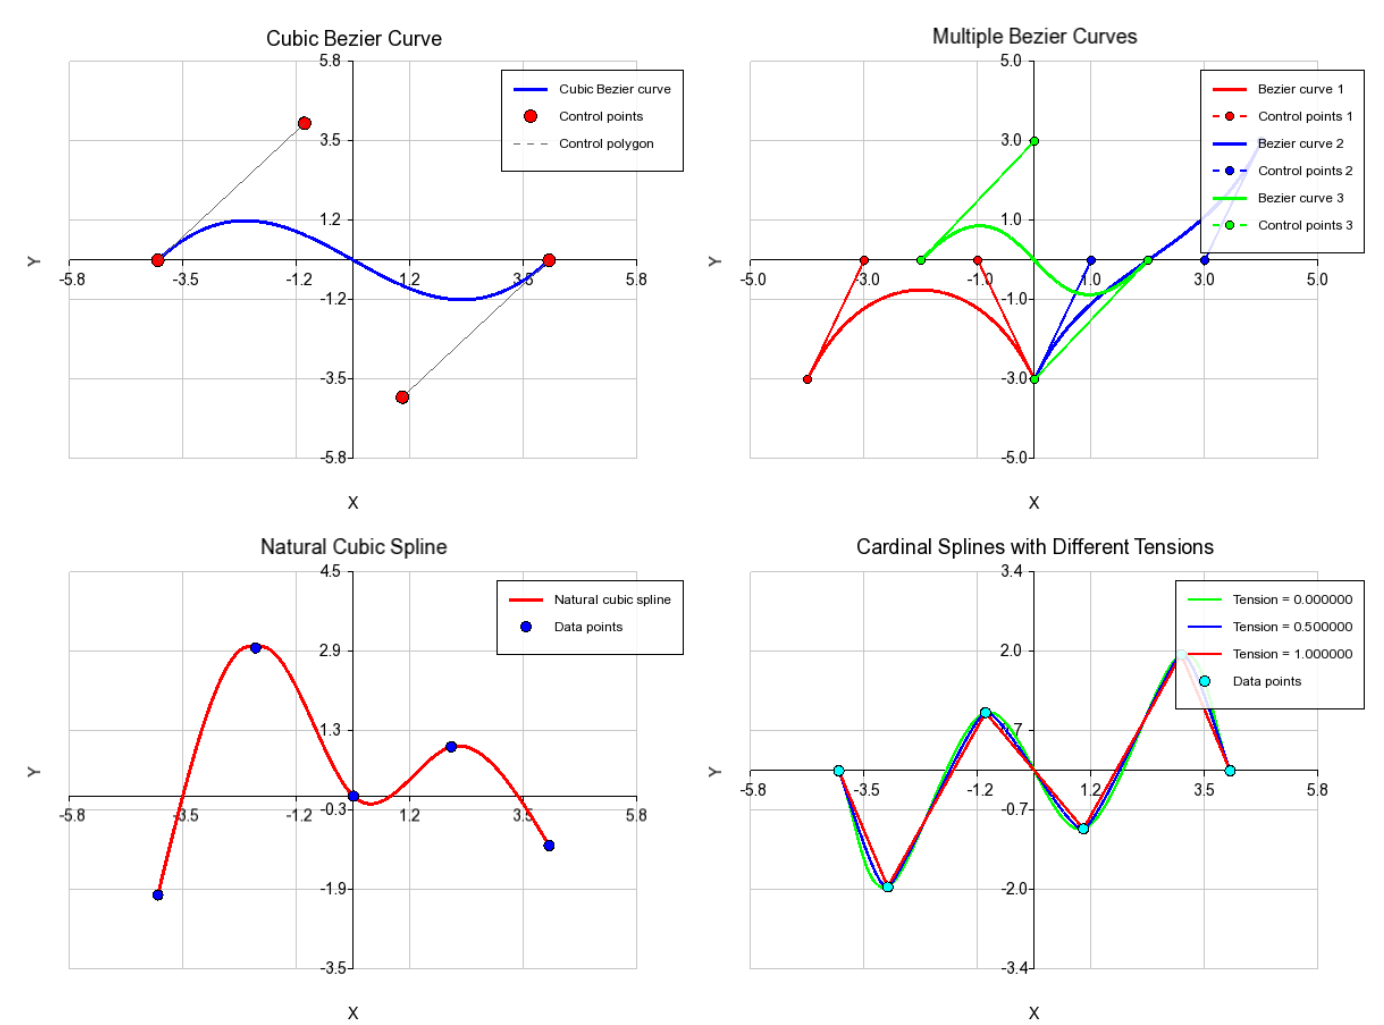 Cubic Bezier Curve
5.8
3.5
1.2
-1.2
-3.5
-5.8
-5.8
-3.5
-1.2
1.2
3.5
5.8
Y
X
Cubic Bezier curve
Control points
Control polygon
Multiple Bezier Curves
5.0
3.0
1.0
-1.0
-3.0
-5.0
-5.0
-3.0
-1.0
1.0
3.0
5.0
Y
X
Bezier curve 1
Control points 1
Bezier curve 2
Control points 2
Bezier curve 3
Control points 3
Natural Cubic Spline
4.5
2.9
1.3
-0.3
-1.9
-3.5
-5.8
-3.5
-1.2
1.2
3.5
5.8
Y
X
Natural cubic spline
Data points
Cardinal Splines with Different Tensions
3.4
2.0
7
-0.7
-2.0
-3.4
-5.8
-3.5
-1.2
1.2
3.5
5.8
Y
X
Tension = 0.000000
Tension = 0.500000
Tension = 1.000000
Data points